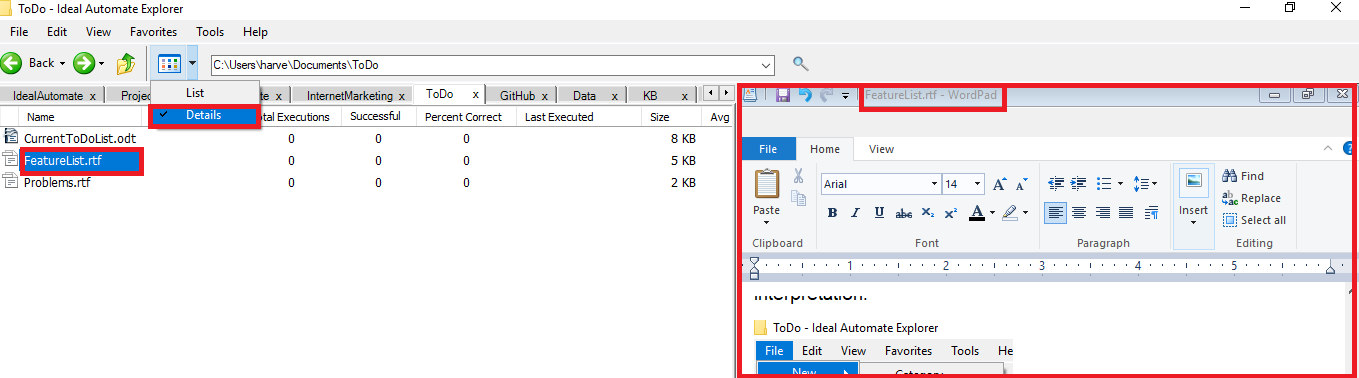 ToDo - Ideal Automate Explorer
File Edit View Favorites Tools Help
Back C:\Users\harve\Documents\ToDo
List
Details
IdealAutomate x Projec te x InternetMarketing x ToDo x GitHub x Data x KB x
Name tal Executions Successful Percent Correct Last Executed Size Avg
CurrentToDoList.odt 0 0 0 8 KB
FeatureList.rtf 0 0 0 5 KB
Problems.rtf 0 0 0 2 KB
FeatureList.rtf - WordPad
File Home View
Paste
Clipboard
Arial 14
B I U abc X₂ X² A
Font
Paragraph
Insert
Find
Replace
Select all
Editing
1 2 3 4 5
interpretation.
ToDo - Ideal Automate Explorer
File Edit View Favorites Tools He
New Category